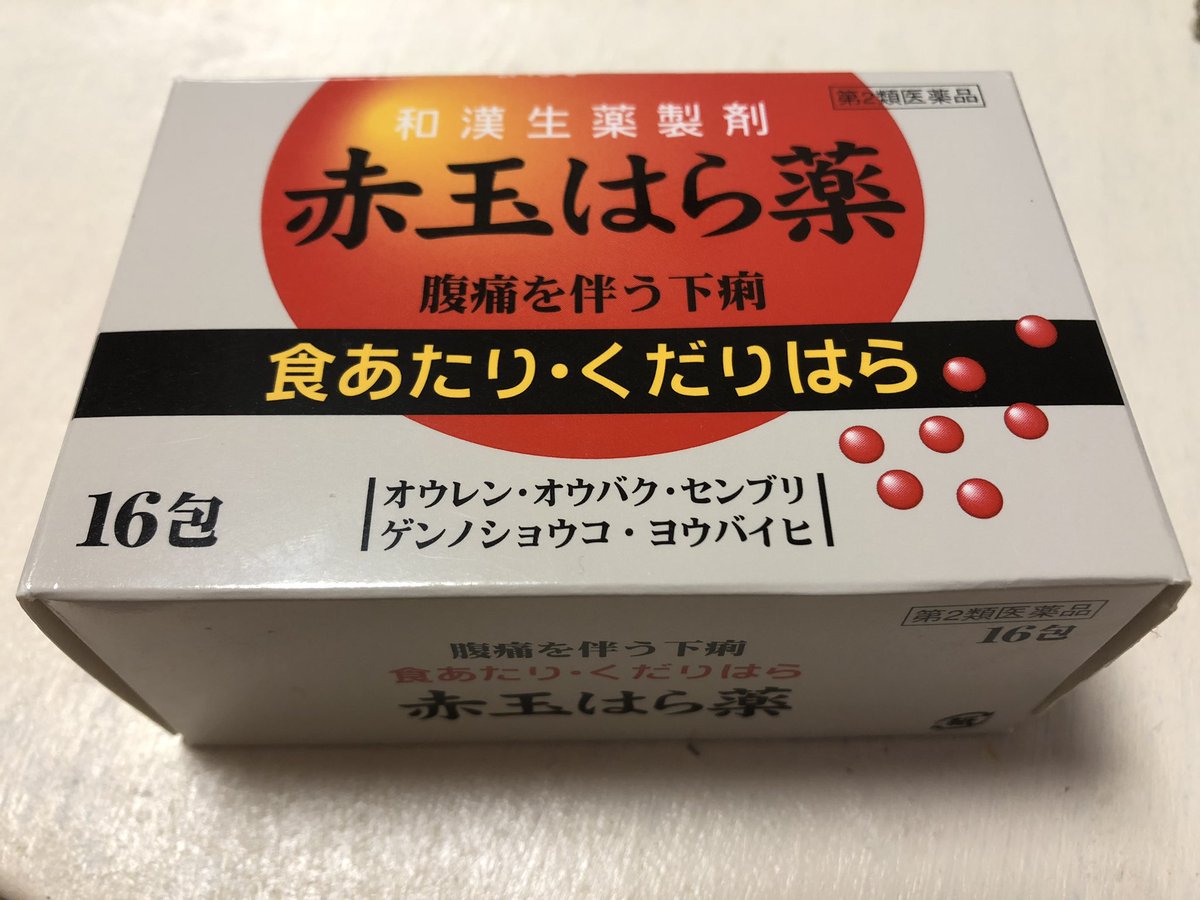 和漢生薬製剤
第2類医薬品
赤玉はら薬
腹痛を伴う下痢
食あたり・くだりはら
16包
オウレン・オウバク・センブリ
ゲンノショウコ・ヨウバイヒ
第2類医薬品
16包
腹痛を伴う下痢
食あたり・くだりはら
赤玉はら薬
紙